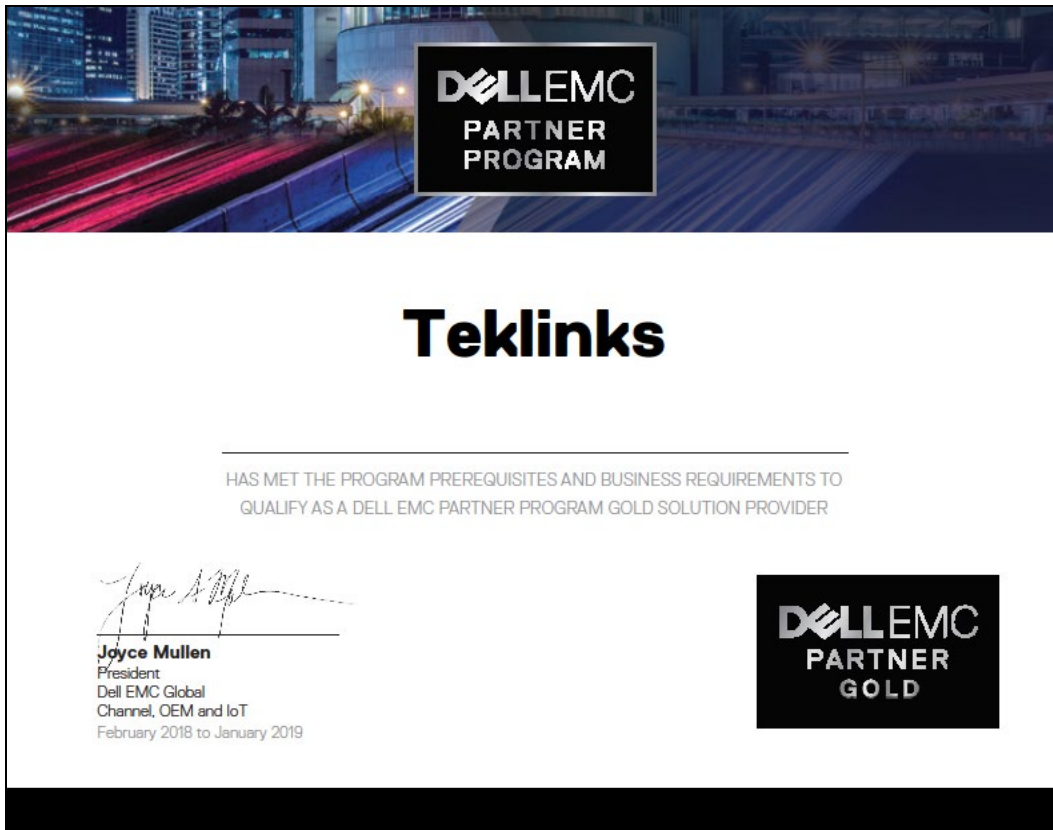 DELLEMC
PARTNER
PROGRAM
Teklinks
HAS MET THE PROGRAM PREREQUISITES AND BUSINESS REQUIREMENTS TO
QUALIFY AS A DELL EMC PARTNER PROGRAM GOLD SOLUTION PROVIDER
Joyce Mullen
President
Dell EMC Global
Channel, OEM and IoT
February 2018 to January 2019
DELLEMC
PARTNER
GOLD